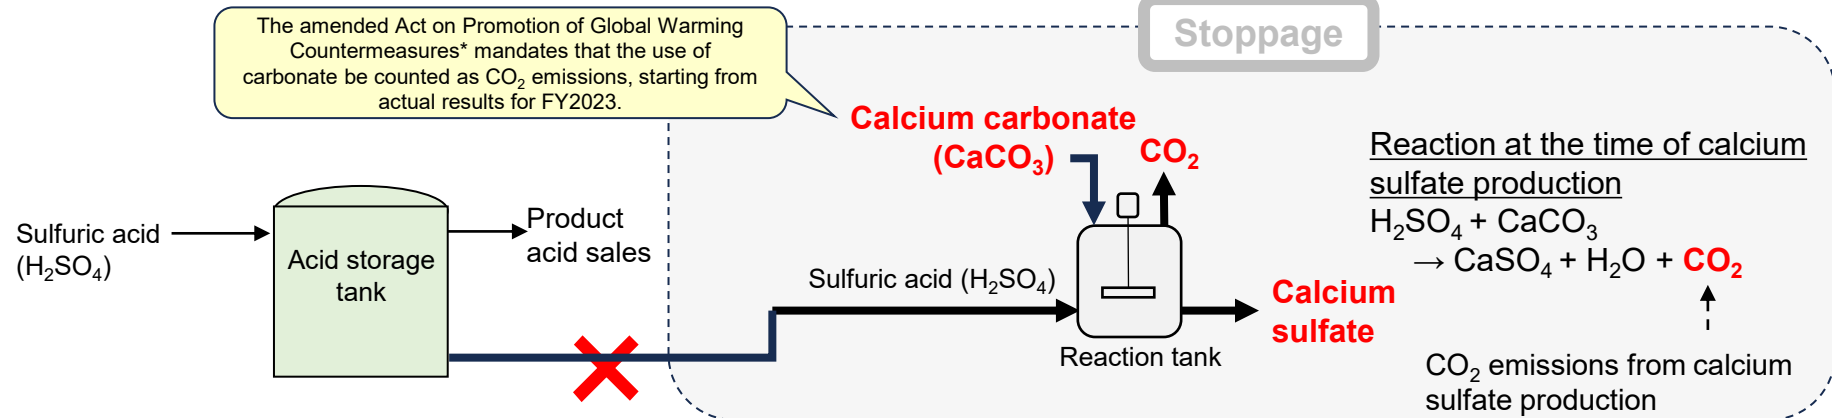 The amended Act on Promotion of Global Warming
Countermeasures* mandates that the use of
carbonate be counted as CO₂ emissions, starting from
actual results for FY2023.
Stoppage
Calcium carbonate
(CaCO₃)
CO₂
Reaction at the time of calcium
sulfate production
H₂SO₄ + CaCO₃
→ CaSO₄ + H₂O + CO₂
Sulfuric acid
(H₂SO₄)
Acid storage
tank
Product
acid sales
Sulfuric acid (H₂SO₄)
Calcium
sulfate
Reaction tank
CO₂ emissions from calcium
sulfate production